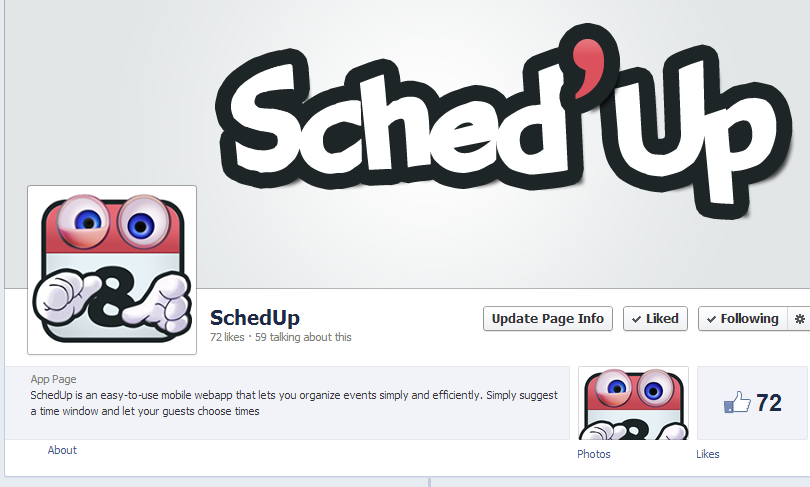 Sched'Up
8
SchedUp
72 likes · 59 talking about this
Update Page Info
Liked
Following
App Page
SchedUp is an easy-to-use mobile webapp that lets you organize events simply and efficiently. Simply suggest
a time window and let your guests choose times
72
About
Photos
Likes